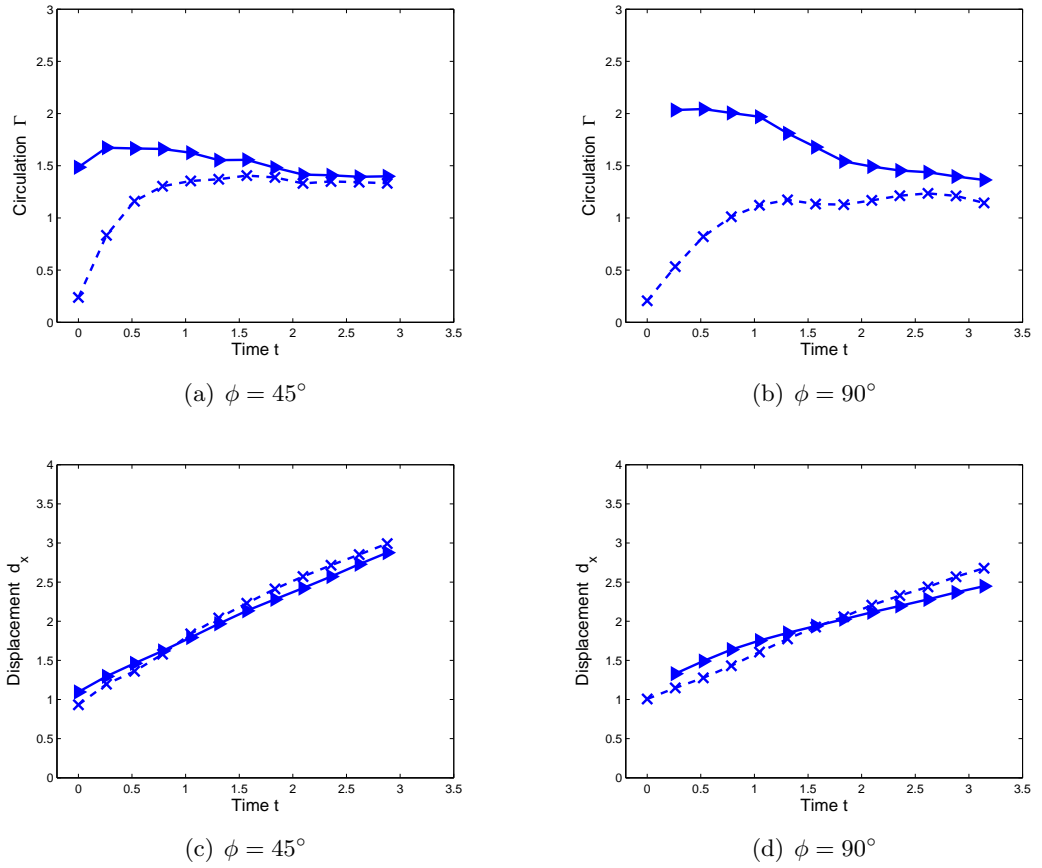 3
2.5
2
1.5
1
0.5
0
Circulation Γ
0 0.5 1 1.5 2 2.5 3 3.5
Time t
(a) ϕ = 45°
3
2.5
2
1.5
1
0.5
0
Circulation Γ
0 0.5 1 1.5 2 2.5 3 3.5
Time t
(b) ϕ = 90°
4
3.5
3
2.5
2
1.5
1
0.5
0
Displacement d_x
0 0.5 1 1.5 2 2.5 3 3.5
Time t
(c) ϕ = 45°
4
3.5
3
2.5
2
1.5
1
0.5
0
Displacement d_x
0 0.5 1 1.5 2 2.5 3 3.5
Time t
(d) ϕ = 90°